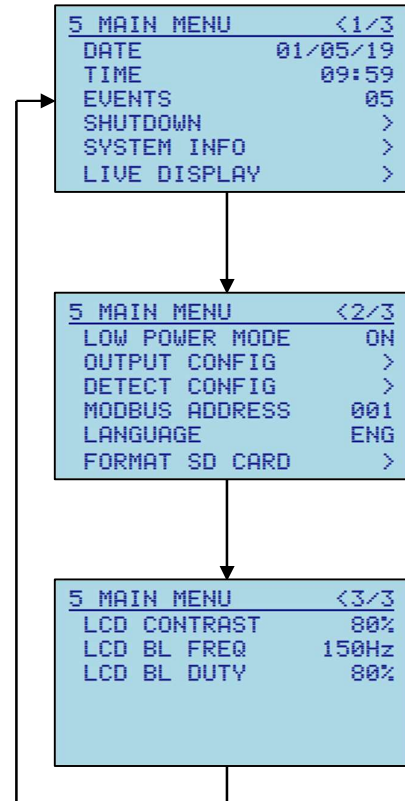 5 MAIN MENU <1/3
DATE 01/05/19
TIME 09:59
EVENTS 05
SHUTDOWN >
SYSTEM INFO >
LIVE DISPLAY >
5 MAIN MENU <2/3
LOW POWER MODE ON
OUTPUT CONFIG >
DETECT CONFIG >
MODBUS ADDRESS 001
LANGUAGE ENG
FORMAT SD CARD >
5 MAIN MENU <3/3
LCD CONTRAST 80%
LCD BL FREQ 150Hz
LCD BL DUTY 80%